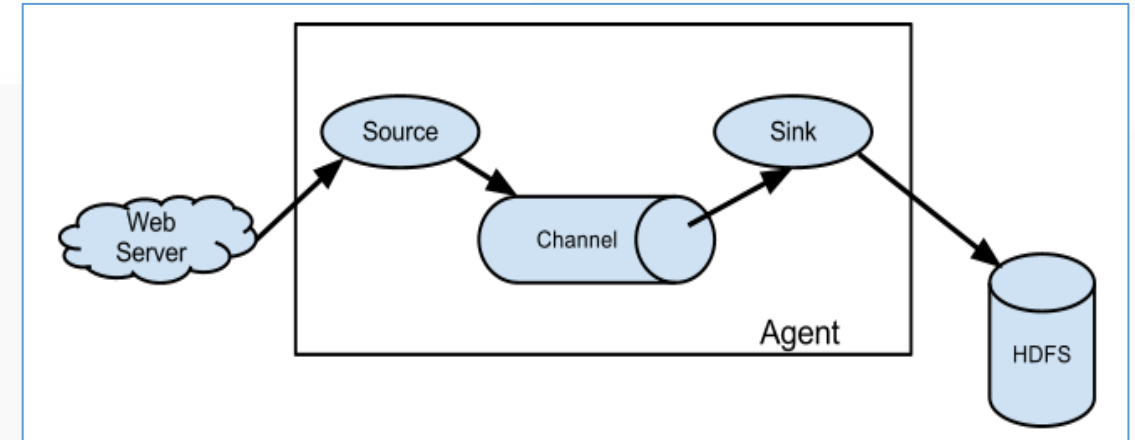 Web
Server
Source
Channel
Sink
Agent
HDFS